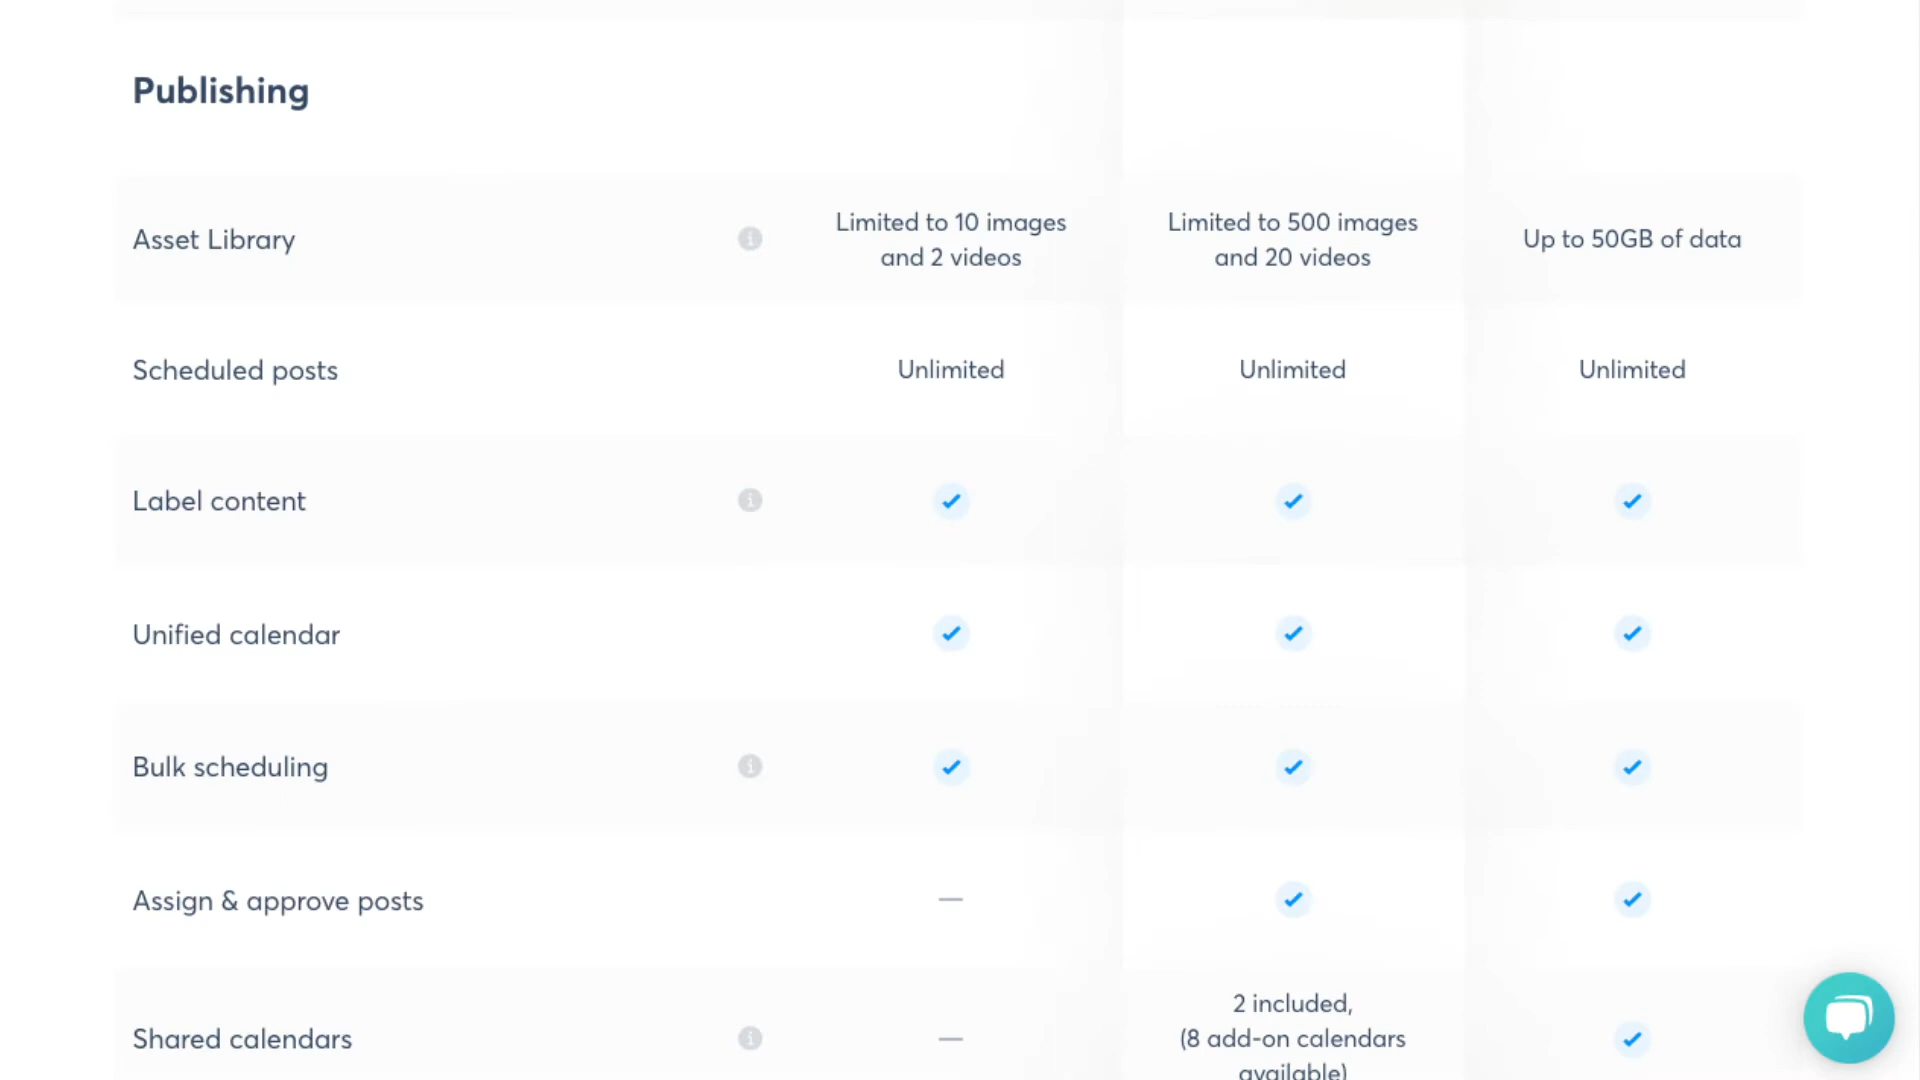 Publishing
Asset Library
Limited to 10 images
and 2 videos
Limited to 500 images
and 20 videos
Up to 50GB of data
Scheduled posts
Unlimited
Unlimited
Unlimited
Label content
Unified calendar
Bulk scheduling
Assign & approve posts
—
Shared calendars
—
2 included,
(8 add-on calendars
available)